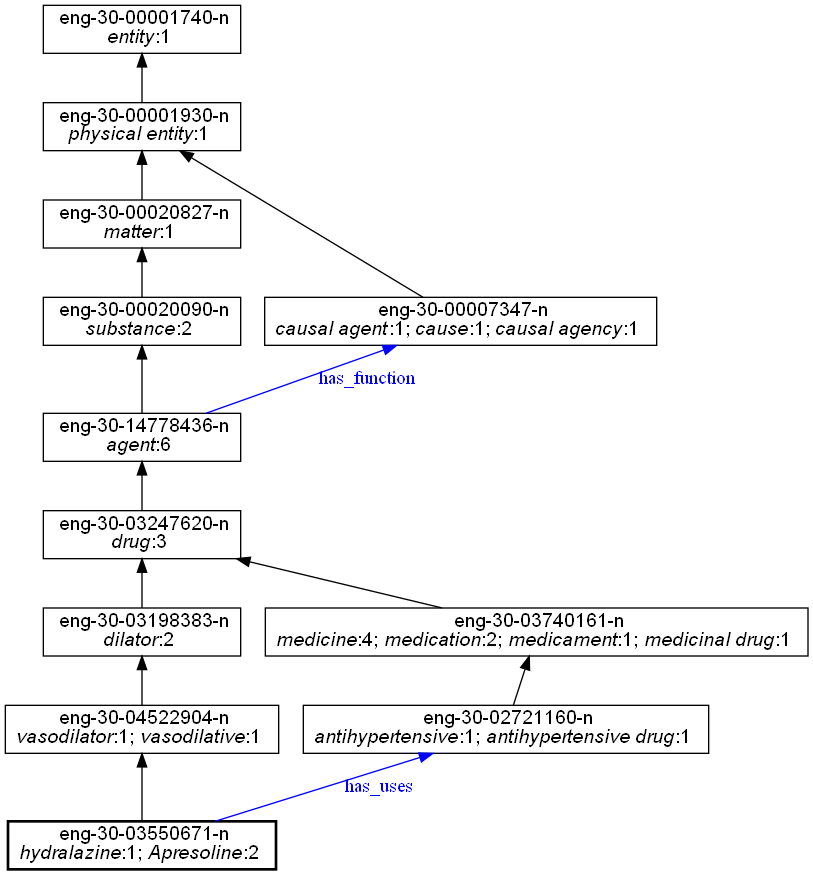 eng-30-00001740-n
entity:1
eng-30-00001930-n
physical entity:1
eng-30-00020827-n
matter:1
eng-30-00020090-n
substance:2
eng-30-00007347-n
causal agent:1; cause:1; causal agency:1
has_function
eng-30-14778436-n
agent:6
eng-30-03247620-n
drug:3
eng-30-03198383-n
dilator:2
eng-30-03740161-n
medicine:4; medication:2; medicament:1; medicinal drug:1
eng-30-04522904-n
vasodilator:1; vasodilative:1
eng-30-02721160-n
antihypertensive:1; antihypertensive drug:1
has_uses
eng-30-03550671-n
hydralazine:1; Apresoline:2